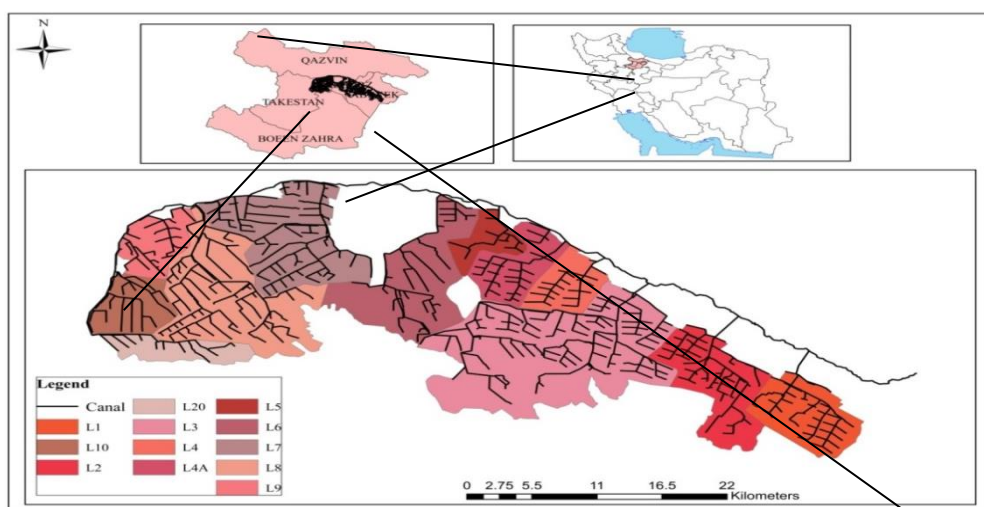 N
QAZVIN
TAKESTAN
BOEEN ZAHRA
Legend
Canal
L1
L10
L2
L20
L3
L4
L4A
L5
L6
L7
L8
L9
0 2.75 5.5 11 16.5 22
Kilometers